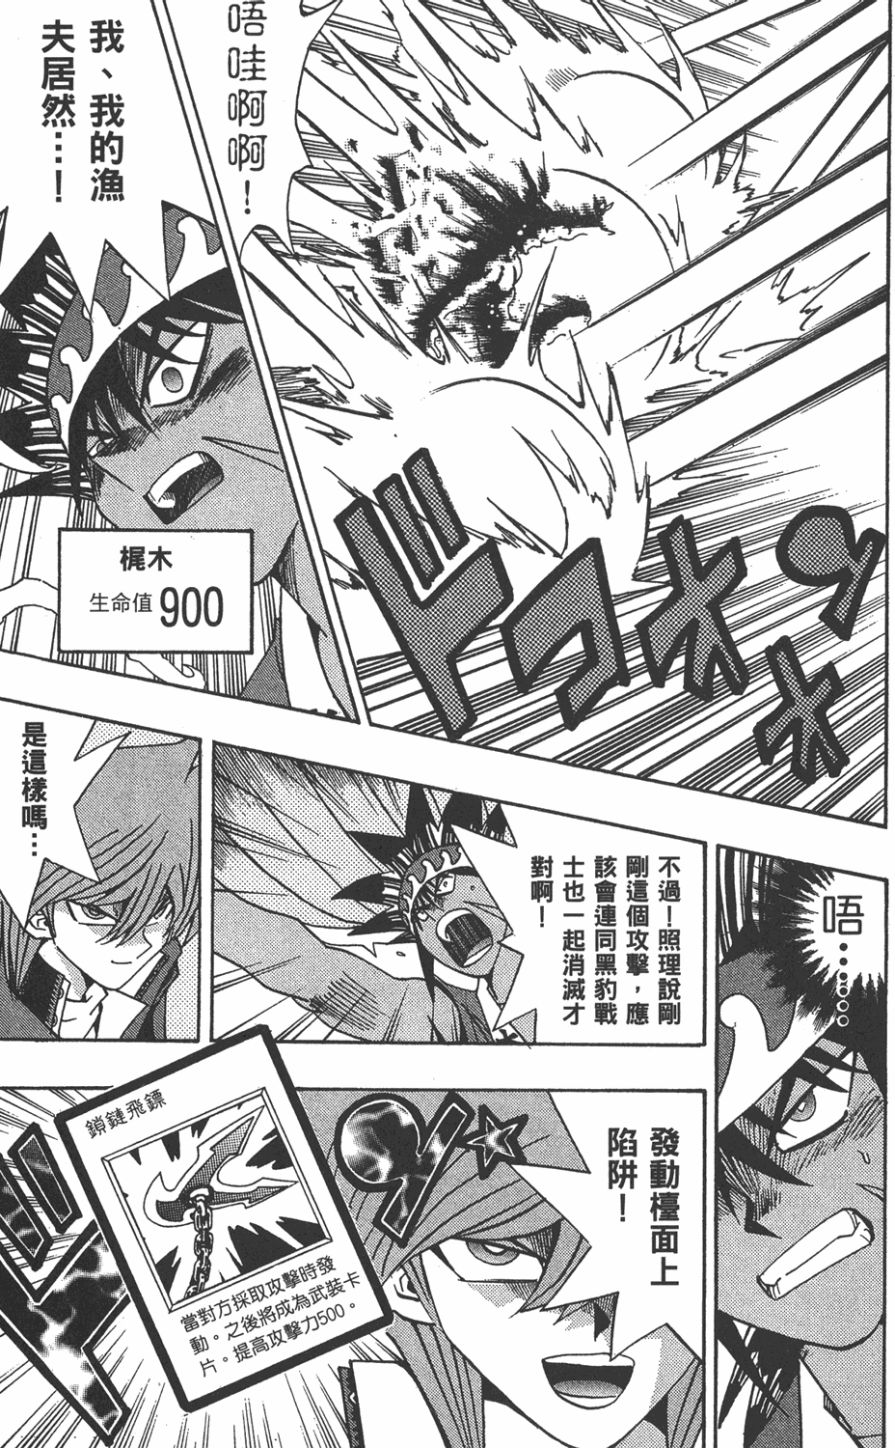 唔哇啊啊！
我、我的漁
夫居然…！
梶木
生命值 900
ドゴオォォン
唔……
不過！照理說剛
剛這個攻擊，應
該會連同黑豹戰
士也一起消滅才
對啊！
是這樣嗎…
發動檯面上
陷阱！
鎖鏈飛鏢
當對方採取攻擊時發
動。之後將成為武裝卡
片。提高攻擊力500。